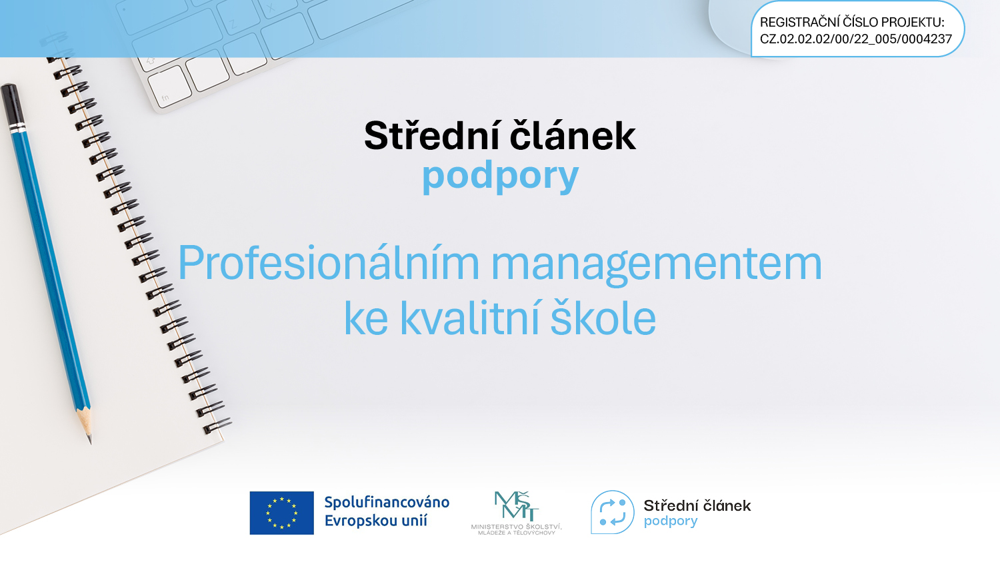 REGISTRAČNÍ ČÍSLO PROJEKTU:
CZ.02.02.02/00/22_005/0004237
Z
X
fn
Střední článek
podpory
Profesionálním managementem
ke kvalitní škole
Spolufinancováno
Evropskou unií
MŠMT
MINISTERSTVO ŠKOLSTVÍ,
MLÁDEŽE A TĚLOVÝCHOVY
Střední článek
podpory